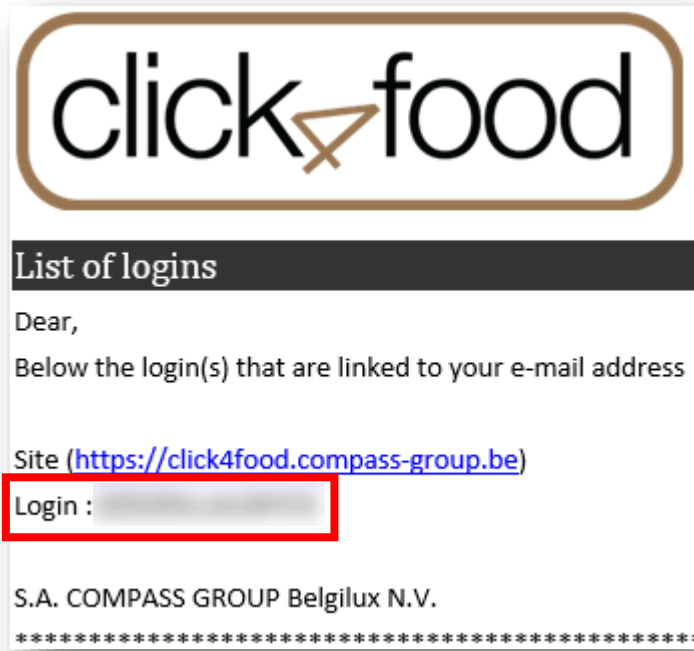 click4food
List of logins
Dear,
Below the login(s) that are linked to your e-mail address
Site (https://click4food.compass-group.be)
Login :
S.A. COMPASS GROUP Belgilux N.V.
************************************************